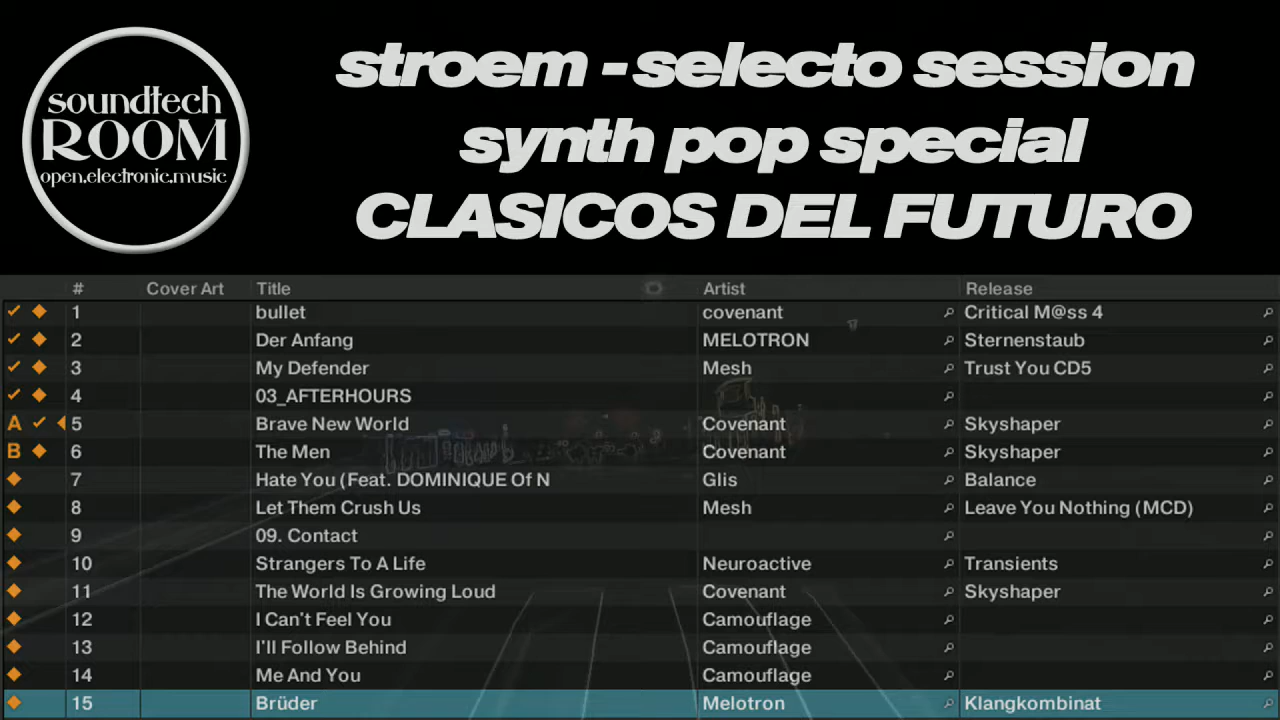 soundtech
ROOM
open.electronic.music
stroem - selecto session
synth pop special
CLASICOS DEL FUTURO
# Cover Art Title Artist Release
1 bullet covenant Critical M@ss 4
2 Der Anfang MELOTRON Sternenstaub
3 My Defender Mesh Trust You CD5
4 03_AFTERHOURS
A 5 Brave New World Covenant Skyshaper
B 6 The Men Covenant Skyshaper
7 Hate You (Feat. DOMINIQUE Of N Glis Balance
8 Let Them Crush Us Mesh Leave You Nothing (MCD)
9 09. Contact
10 Strangers To A Life Neuroactive Transients
11 The World Is Growing Loud Covenant Skyshaper
12 I Can't Feel You Camouflage
13 I'll Follow Behind Camouflage
14 Me And You Camouflage
15 Brüder Melotron Klangkombinat